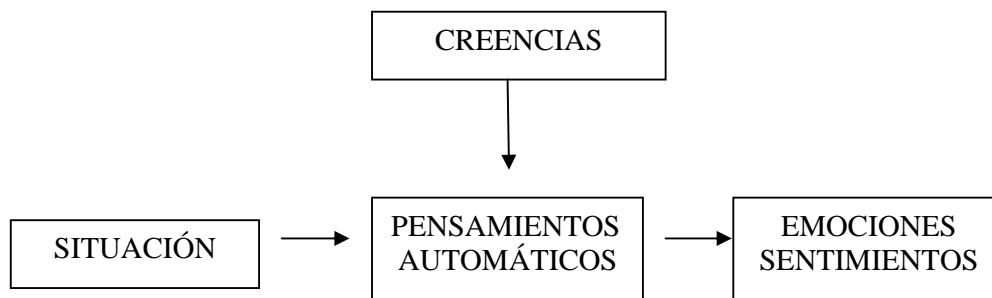 CREENCIAS
SITUACIÓN
PENSAMIENTOS
AUTOMÁTICOS
EMOCIONES
SENTIMIENTOS